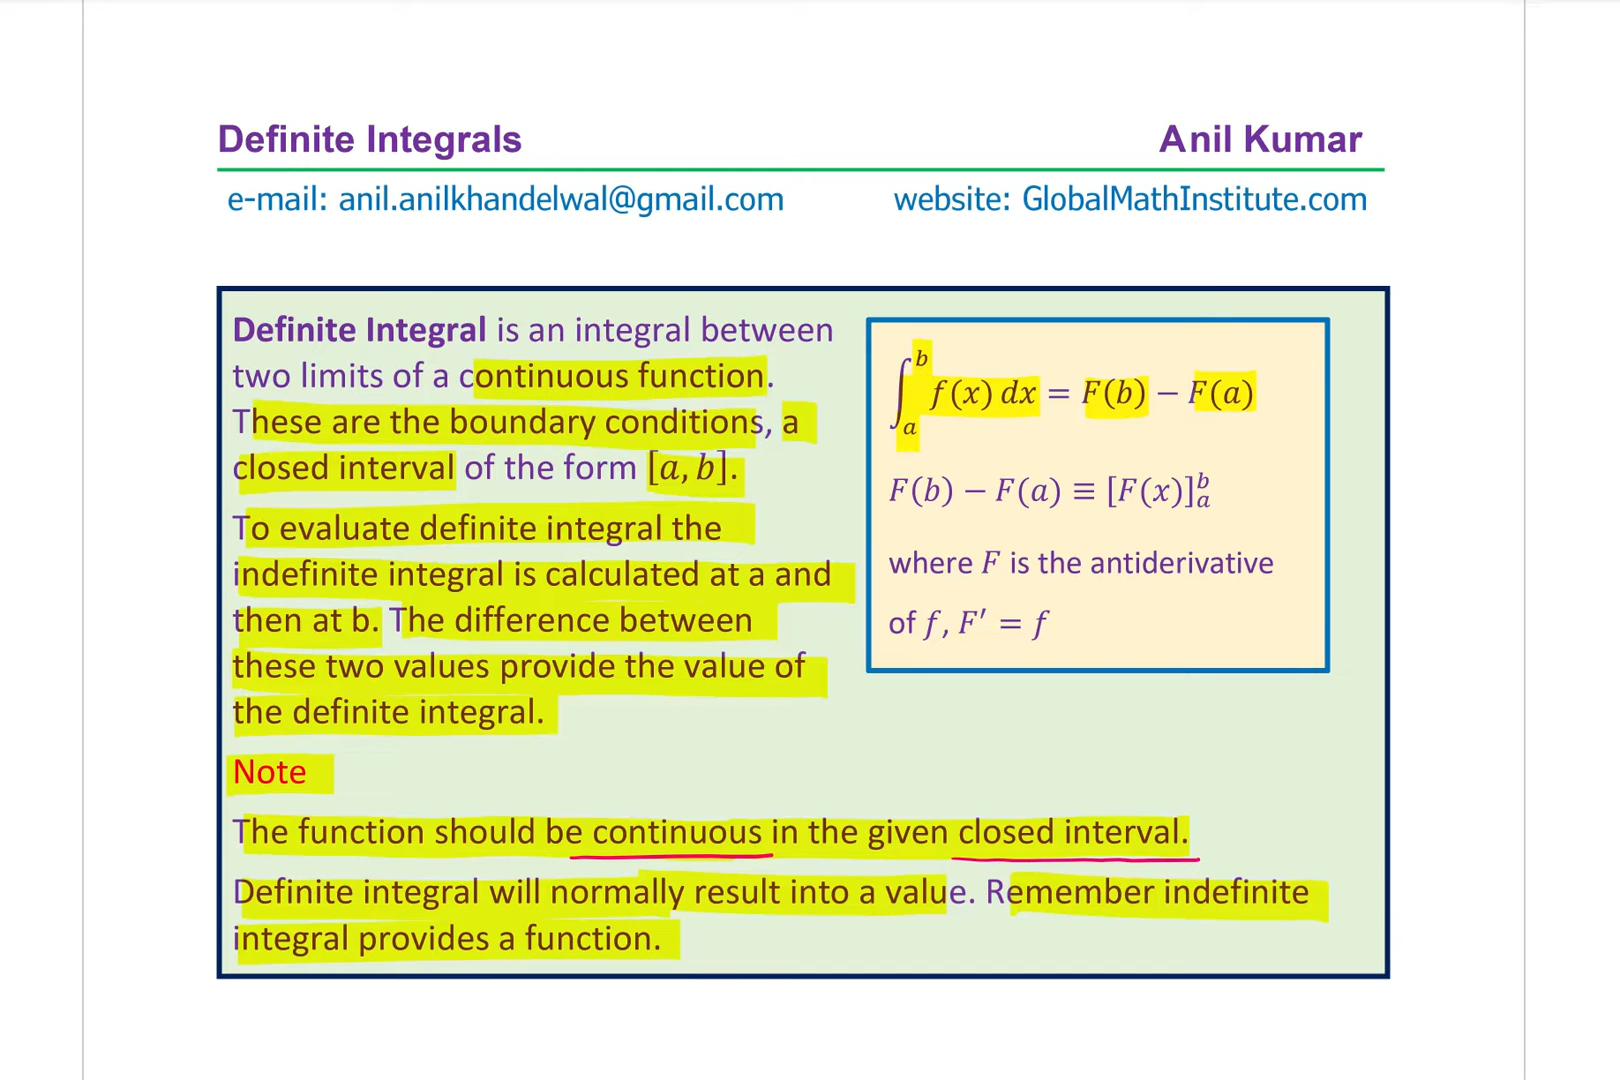 Definite Integrals
Anil Kumar
e-mail: anil.anilkhandelwal@gmail.com
website: GlobalMathInstitute.com
Definite Integral is an integral between
two limits of a continuous function.
These are the boundary conditions, a
closed interval of the form [a, b].
To evaluate definite integral the
indefinite integral is calculated at a and
then at b. The difference between
these two values provide the value of
the definite integral.
∫_a^b f(x) dx = F(b) − F(a)
F(b) − F(a) ≡ [F(x)]_a^b
where F is the antiderivative
of f, F′ = f
Note
The function should be continuous in the given closed interval.
Definite integral will normally result into a value. Remember indefinite
integral provides a function.